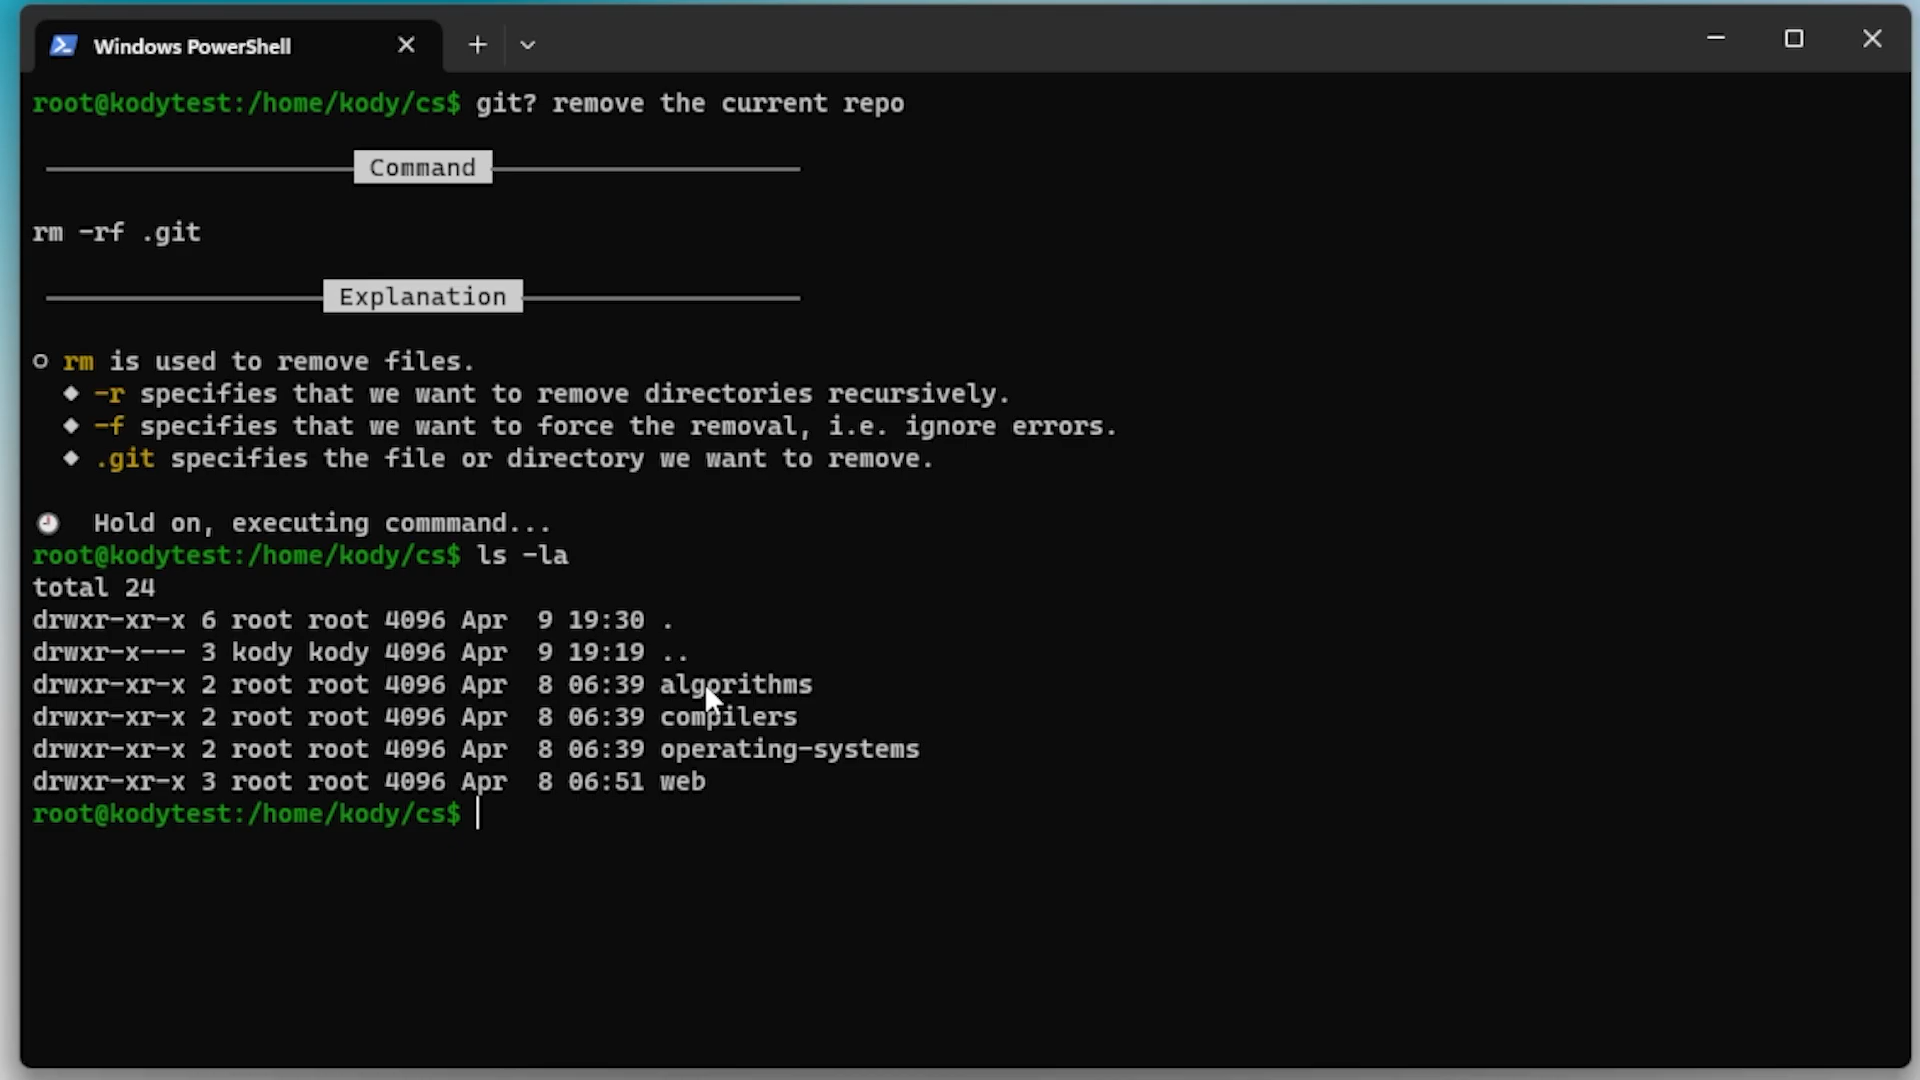 Windows PowerShell
root@kodytest:/home/kody/cs$ git? remove the current repo
Command
rm -rf .git
Explanation
rm is used to remove files.
-r specifies that we want to remove directories recursively.
-f specifies that we want to force the removal, i.e. ignore errors.
.git specifies the file or directory we want to remove.
Hold on, executing commmand...
root@kodytest:/home/kody/cs$ ls -la
total 24
drwxr-xr-x 6 root root 4096 Apr  9 19:30 .
drwxr-x--- 3 kody kody 4096 Apr  9 19:19 ..
drwxr-xr-x 2 root root 4096 Apr  8 06:39 algorithms
drwxr-xr-x 2 root root 4096 Apr  8 06:39 compilers
drwxr-xr-x 2 root root 4096 Apr  8 06:39 operating-systems
drwxr-xr-x 3 root root 4096 Apr  8 06:51 web
root@kodytest:/home/kody/cs$